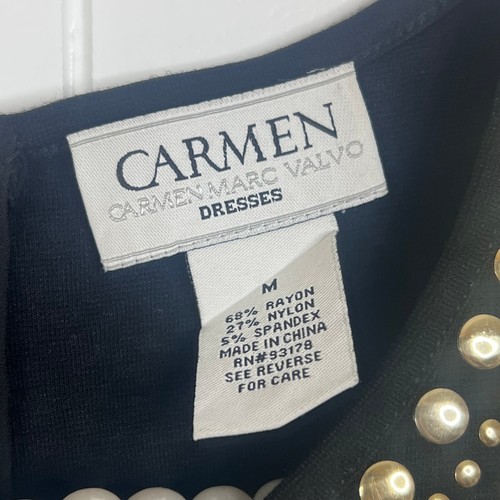 CARMEN
CARMEN MARC VALVO
DRESSES
M
68% RAYON
27% NYLON
5% SPANDEX
MADE IN CHINA
RN#93178
SEE REVERSE
FOR CARE